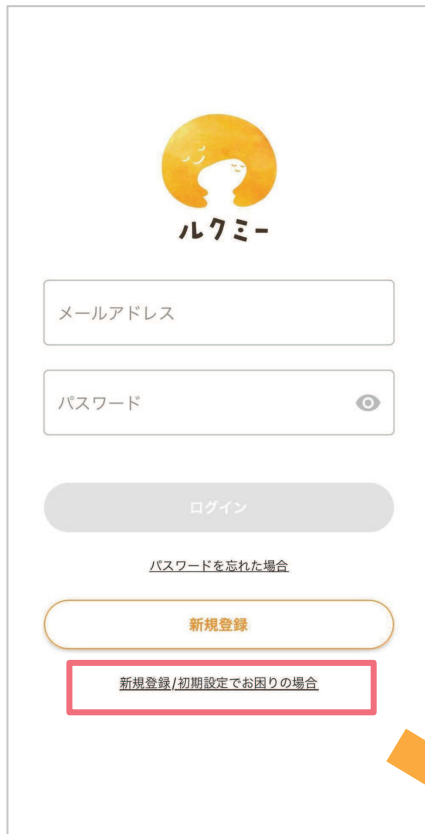 ルクミー
メールアドレス
パスワード
ログイン
パスワードを忘れた場合
新規登録
新規登録/初期設定でお困りの場合